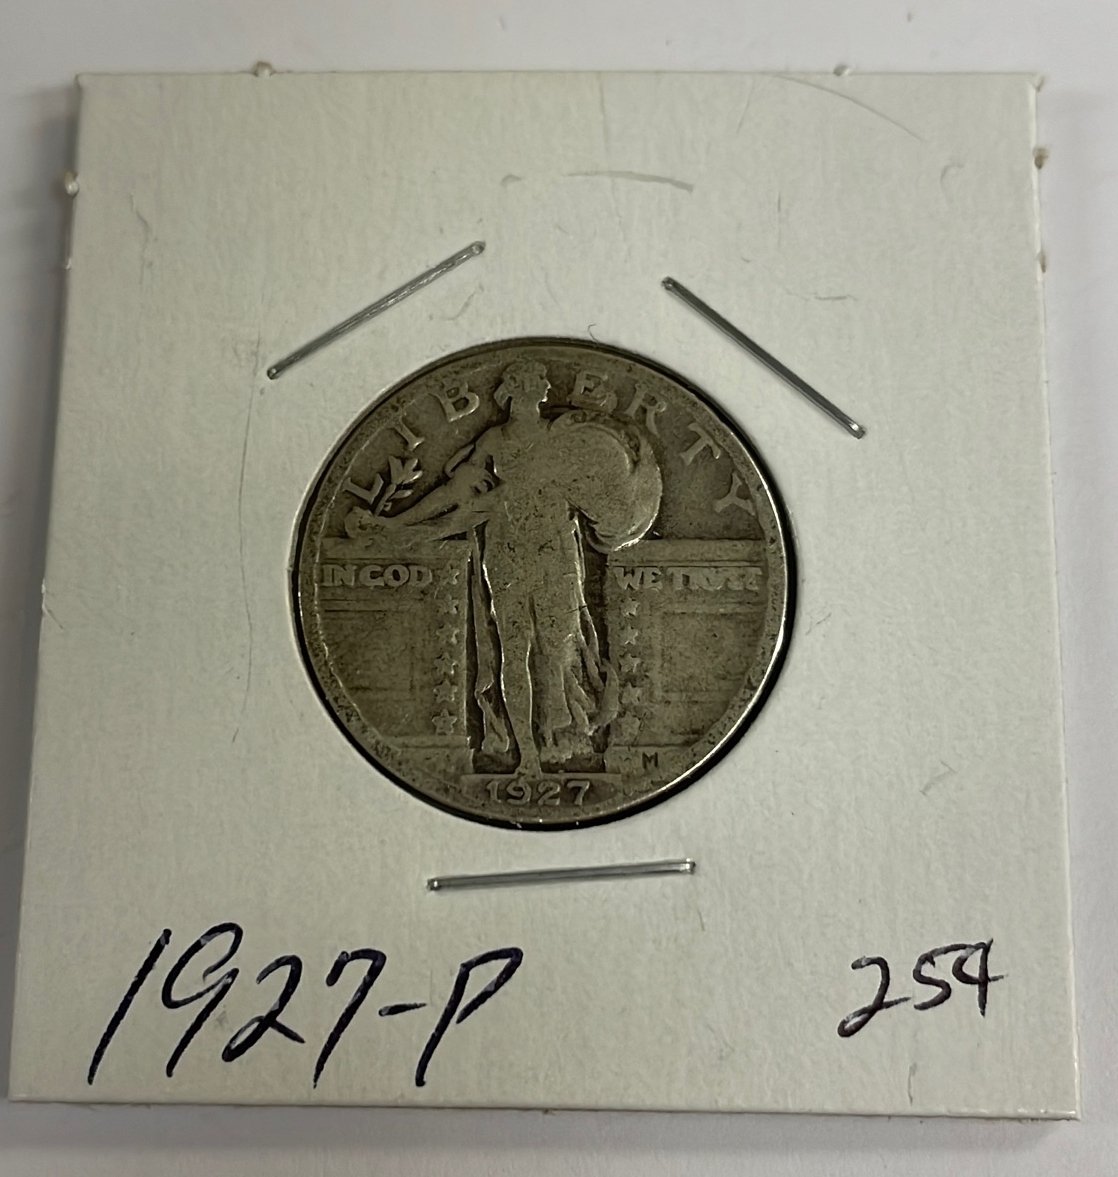 LIBERTY
IN GOD WE TRUST
M
1927
1927-P 25¢